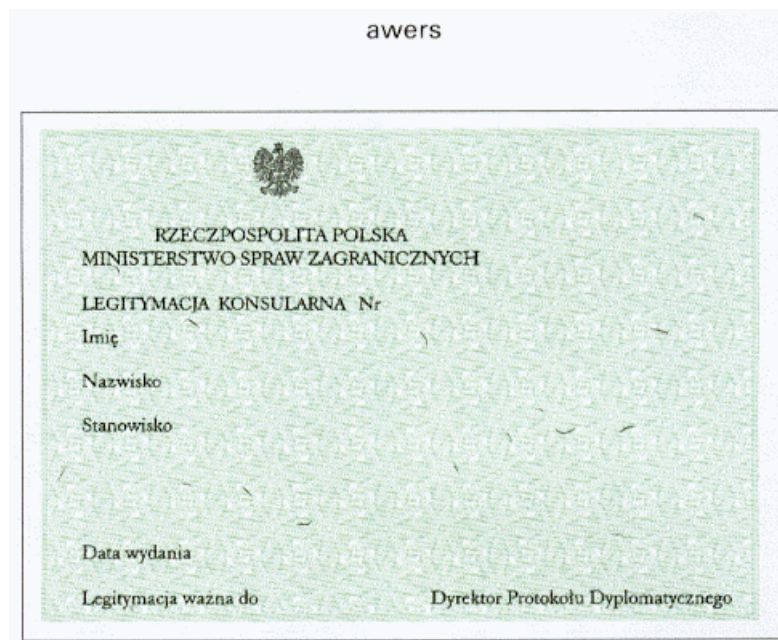 awers
RZECZPOSPOLITA POLSKA
MINISTERSTWO SPRAW ZAGRANICZNYCH
LEGITYMACJA KONSULARNA Nr
Imię
Nazwisko
Stanowisko
Data wydania
Legitymacja ważna do Dyrektor Protokołu Dyplomatycznego